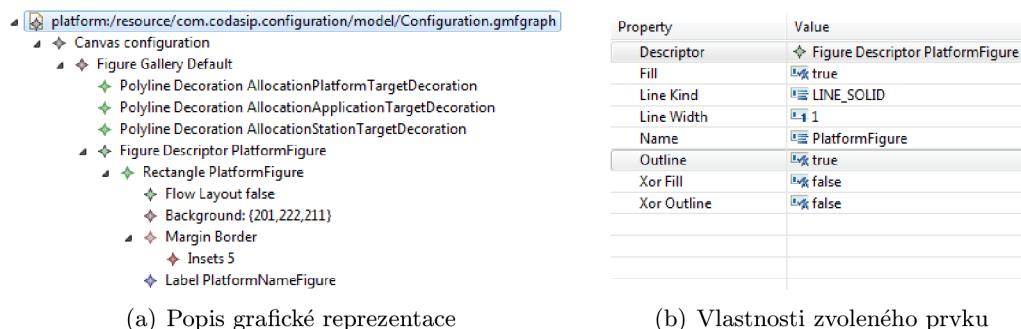 platform:/resource/com.codasip.configuration/model/Configuration.gmfgraph
Canvas configuration
Figure Gallery Default
Polyline Decoration AllocationPlatformTargetDecoration
Polyline Decoration AllocationApplicationTargetDecoration
Polyline Decoration AllocationStationTargetDecoration
Figure Descriptor PlatformFigure
Rectangle PlatformFigure
Flow Layout false
Background: {201,222,211}
Margin Border
Insets 5
Label PlatformNameFigure
(a) Popis grafické reprezentace
Property Value
Descriptor Figure Descriptor PlatformFigure
Fill true
Line Kind LINE_SOLID
Line Width 1
Name PlatformFigure
Outline true
Xor Fill false
Xor Outline false
(b) Vlastnosti zvoleného prvku